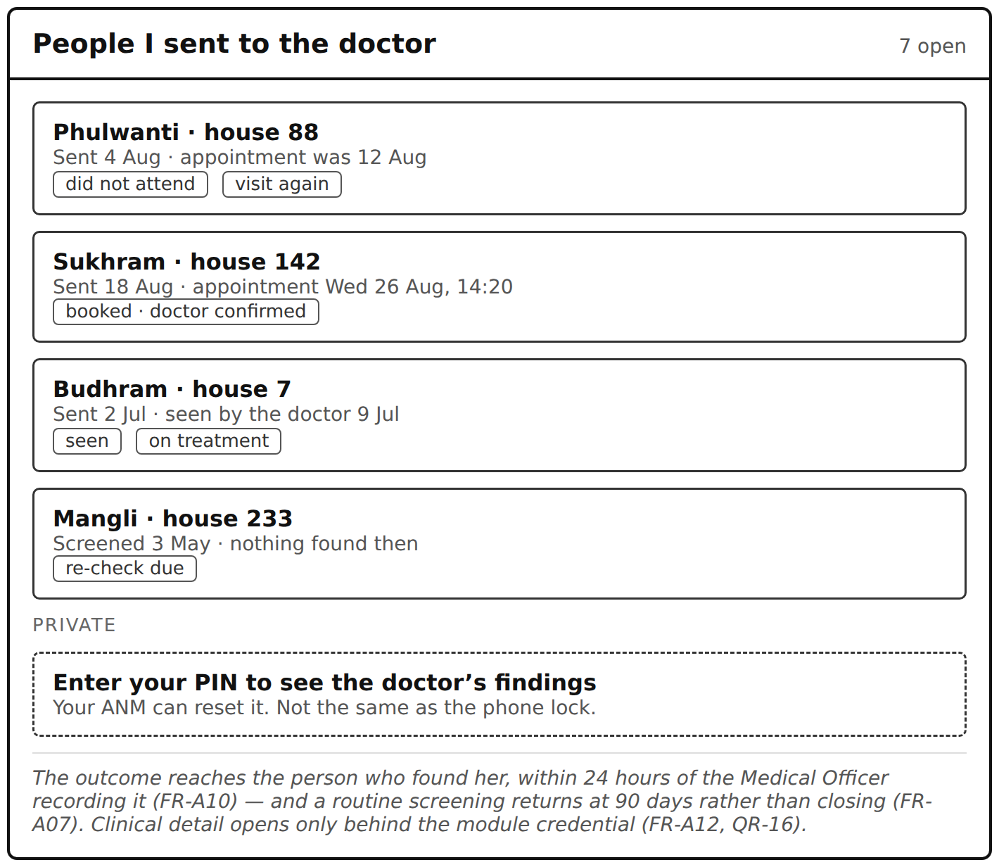 People I sent to the doctor
7 open
Phulwanti · house 88
Sent 4 Aug · appointment was 12 Aug
did not attend visit again
Sukhram · house 142
Sent 18 Aug · appointment Wed 26 Aug, 14:20
booked · doctor confirmed
Budhram · house 7
Sent 2 Jul · seen by the doctor 9 Jul
seen on treatment
Mangli · house 233
Screened 3 May · nothing found then
re-check due
PRIVATE
Enter your PIN to see the doctor’s findings
Your ANM can reset it. Not the same as the phone lock.
The outcome reaches the person who found her, within 24 hours of the Medical Officer
recording it (FR-A10) — and a routine screening returns at 90 days rather than closing (FR-
A07). Clinical detail opens only behind the module credential (FR-A12, QR-16).